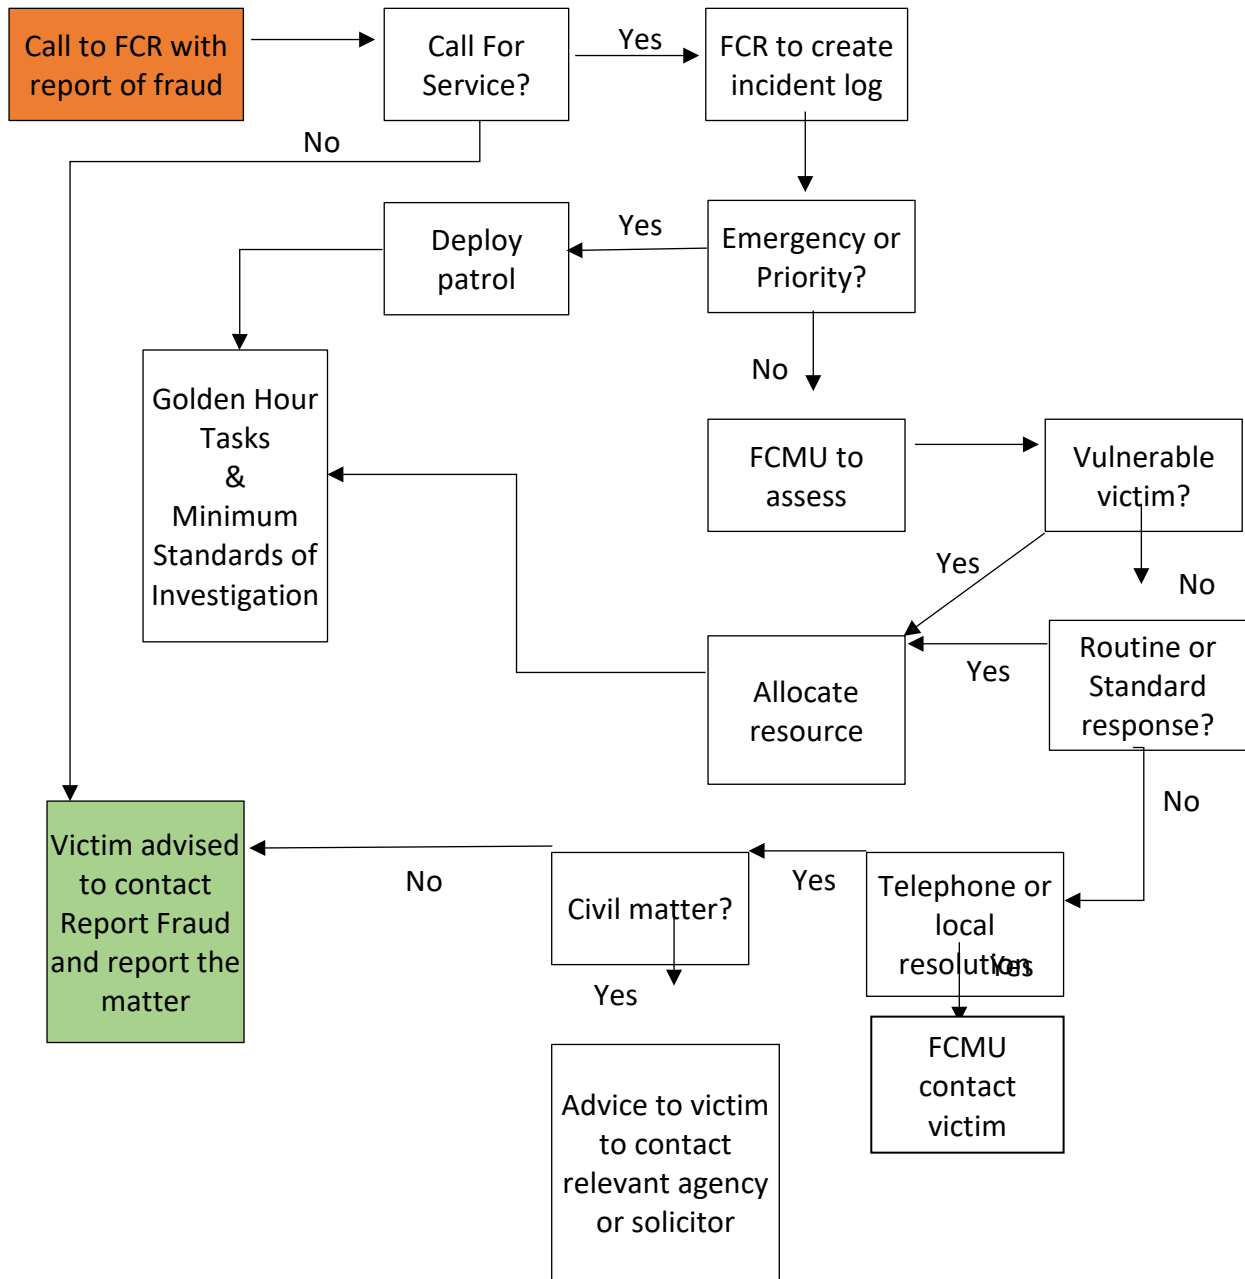 Call to FCR with
report of fraud
Call For
Service?
Yes
FCR to create
incident log
No
Deploy
patrol
Yes
Emergency or
Priority?
No
Golden Hour
Tasks
&
Minimum
Standards of
Investigation
FCMU to
assess
Vulnerable
victim?
Yes
No
Allocate
resource
Yes
Routine or
Standard
response?
No
Victim advised
to contact
Report Fraud
and report the
matter
No
Civil matter?
Yes
Telephone or
local
resolution
Yes
Yes
FCMU
contact
victim
Advice to victim
to contact
relevant agency
or solicitor